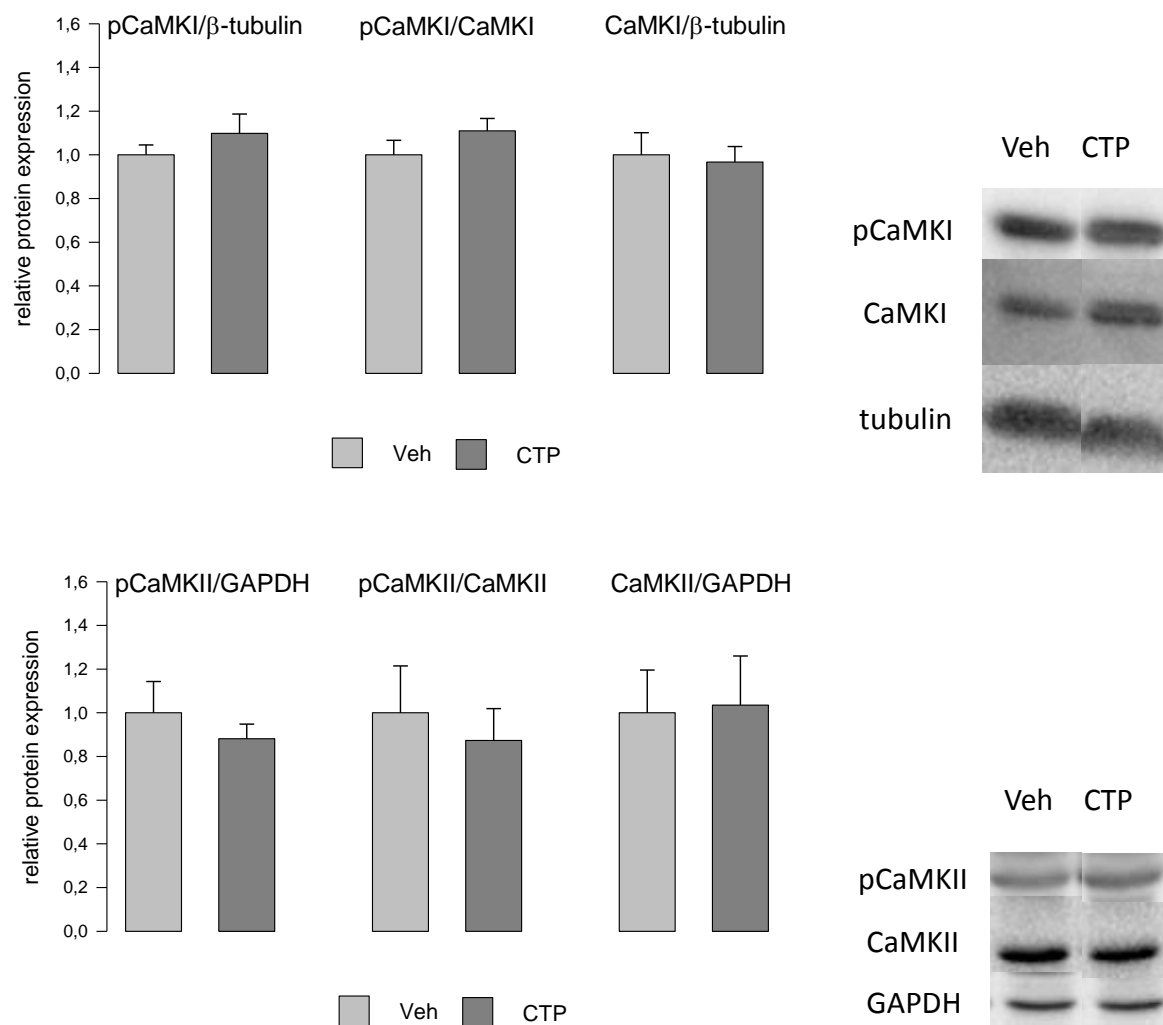 pCaMKI/β-tubulin pCaMKI/CaMKI CaMKI/β-tubulin
relative protein expression
1,6
1,4
1,2
1,0
0,8
0,6
0,4
0,2
0,0
Veh CTP
Veh CTP
pCaMKI
CaMKI
tubulin
pCaMKII/GAPDH pCaMKII/CaMKII CaMKII/GAPDH
relative protein expression
1,6
1,4
1,2
1,0
0,8
0,6
0,4
0,2
0,0
Veh CTP
Veh CTP
pCaMKII
CaMKII
GAPDH